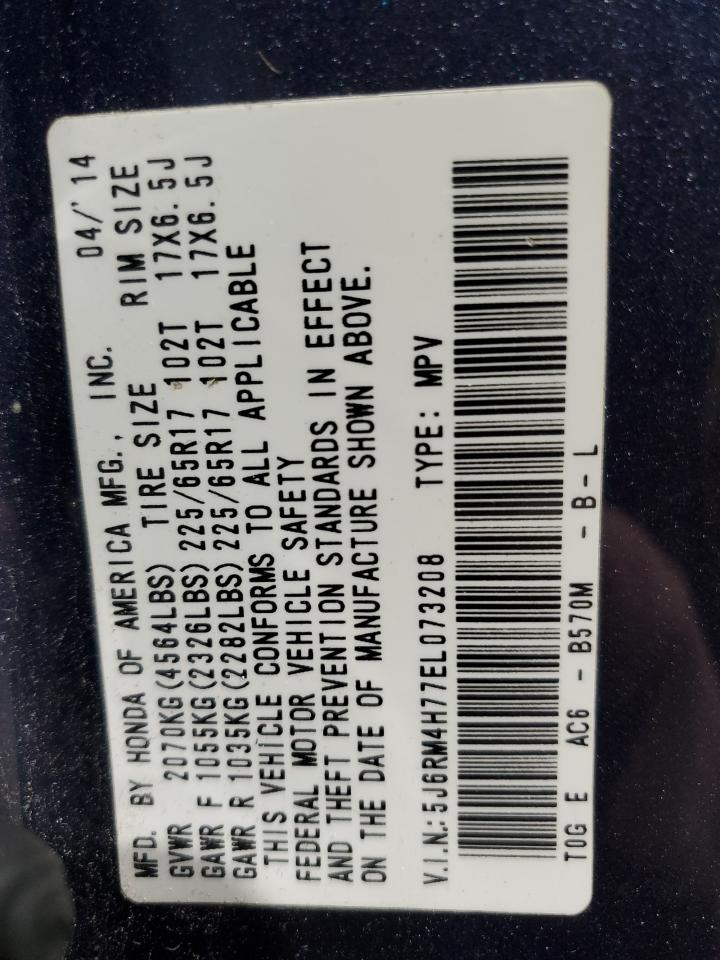 MFD. BY HONDA OF AMERICA MFG., INC. 04/'14
GVWR 2070KG(4564LBS) TIRE SIZE RIM SIZE
GAWR F 1055KG(2326LBS) 225/65R17 102T 17X6.5J
GAWR R 1035KG(2282LBS) 225/65R17 102T 17X6.5J
THIS VEHICLE CONFORMS TO ALL APPLICABLE
FEDERAL MOTOR VEHICLE SAFETY
AND THEFT PREVENTION STANDARDS IN EFFECT
ON THE DATE OF MANUFACTURE SHOWN ABOVE.
V.I.N.:5J6RM4H77EL073208 TYPE: MPV
T0G E AC6 - B570M - B - L